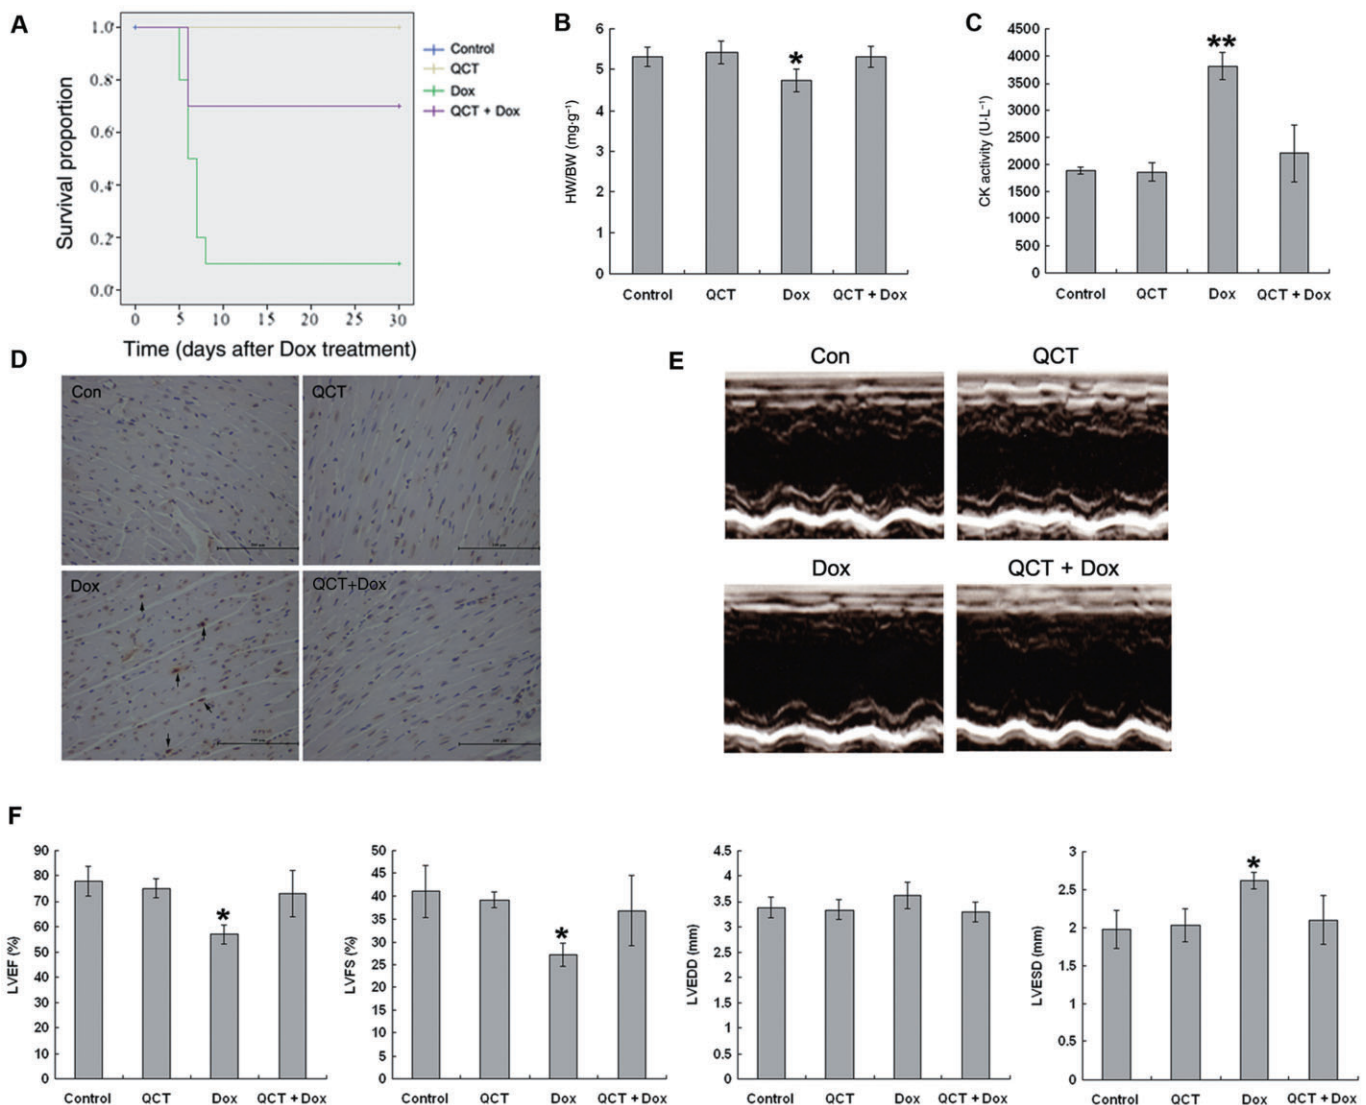 A
1.0
0.8
0.6
0.4
0.2
0.0
Survival proportion
0 5 10 15 20 25 30
Time (days after Dox treatment)
Control
QCT
Dox
QCT + Dox
B
6
5
4
3
2
1
0
HW/BW (mg·g⁻¹)
*
Control QCT Dox QCT + Dox
C
4500
4000
3500
3000
2500
2000
1500
1000
500
0
CK activity (U·L⁻¹)
**
Control QCT Dox QCT + Dox
D
Con
QCT
Dox
QCT+Dox
E
Con
QCT
Dox
QCT + Dox
F
90
80
70
60
50
40
30
20
10
0
LVEF (%)
*
Control QCT Dox QCT + Dox
50
45
40
35
30
25
20
15
10
5
0
LVFS (%)
*
Control QCT Dox QCT + Dox
4.5
4
3.5
3
2.5
2
1.5
1
0.5
0
LVEDD (mm)
Control QCT Dox QCT + Dox
3
2.5
2
1.5
1
0.5
0
LVESD (mm)
*
Control QCT Dox QCT + Dox